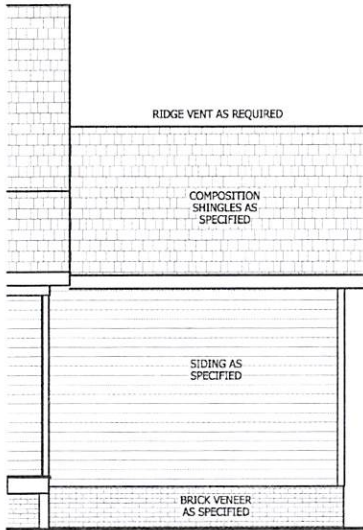 RIDGE VENT AS REQUIRED
COMPOSITION
SHINGLES AS
SPECIFIED
SIDING AS
SPECIFIED
BRICK VENEER
AS SPECIFIED